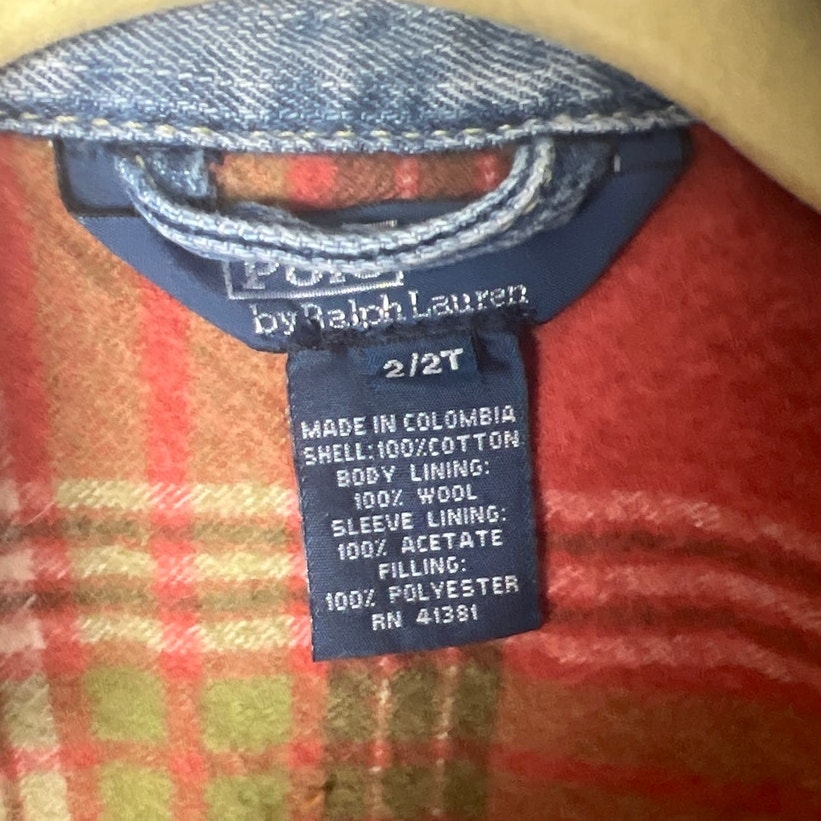 Polo
by Ralph Lauren
2/2T
MADE IN COLOMBIA
SHELL:100%COTTON
BODY LINING:
100% WOOL
SLEEVE LINING:
100% ACETATE
FILLING:
100% POLYESTER
RN 41381